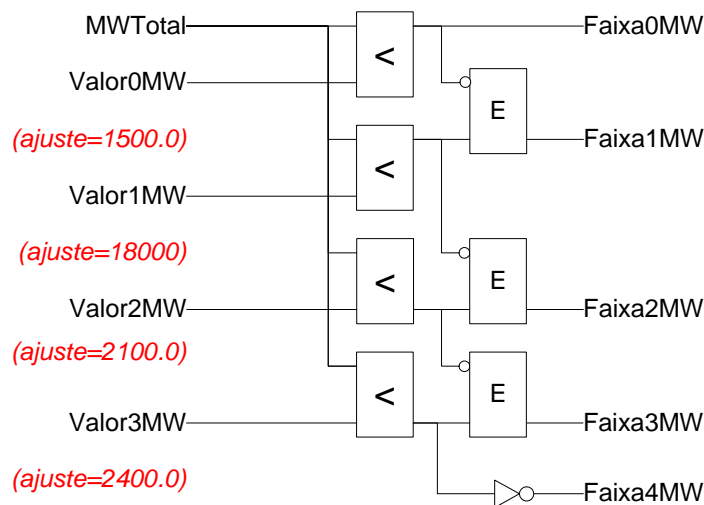 MWTotal
<
Faixa0MW
Valor0MW
E
(ajuste=1500.0)
Faixa1MW
<
Valor1MW
(ajuste=18000)
<
E
Valor2MW
Faixa2MW
(ajuste=2100.0)
<
E
Valor3MW
Faixa3MW
(ajuste=2400.0)
Faixa4MW